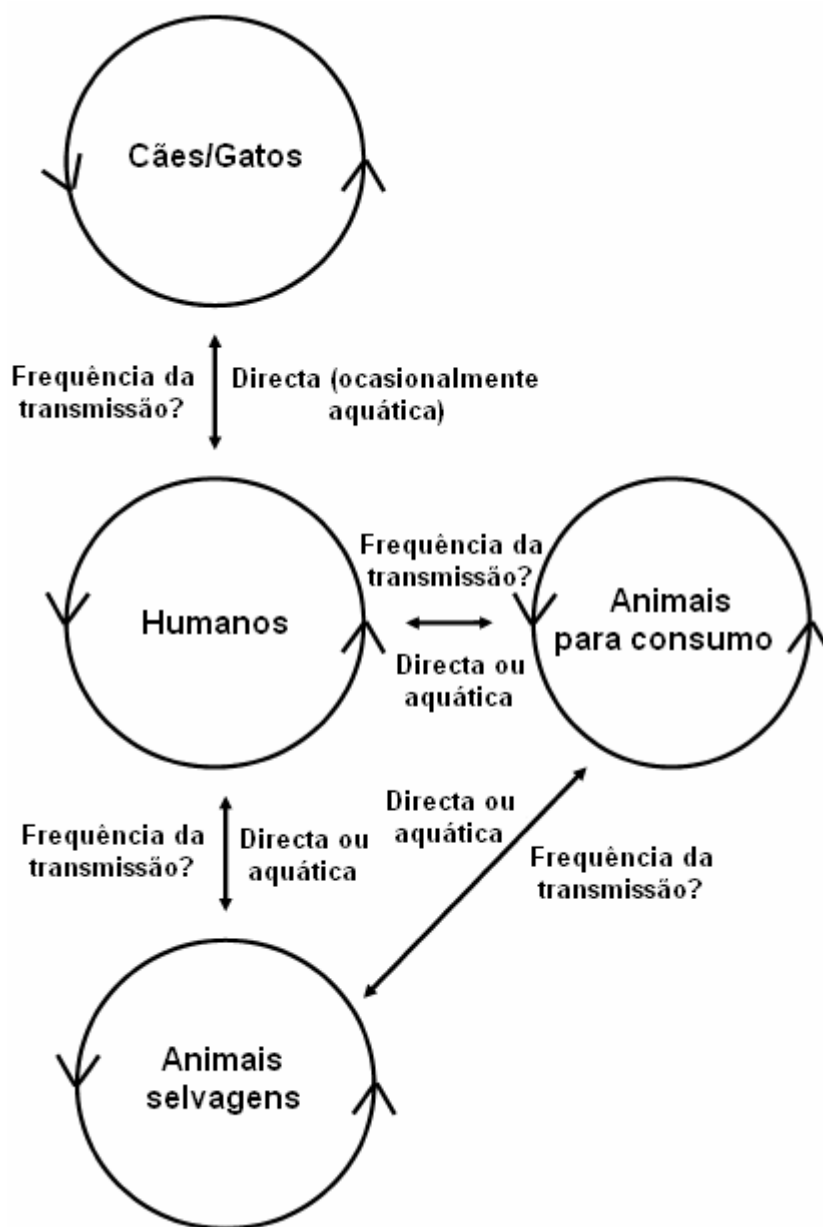 Cães/Gatos
Frequência da
transmissão?
Directa (ocasionalmente
aquática)
Humanos
Frequência da
transmissão?
Directa ou
aquática
Animais
para consumo
Frequência da
transmissão?
Directa ou
aquática
Directa ou
aquática
Frequência da
transmissão?
Animais
selvagens